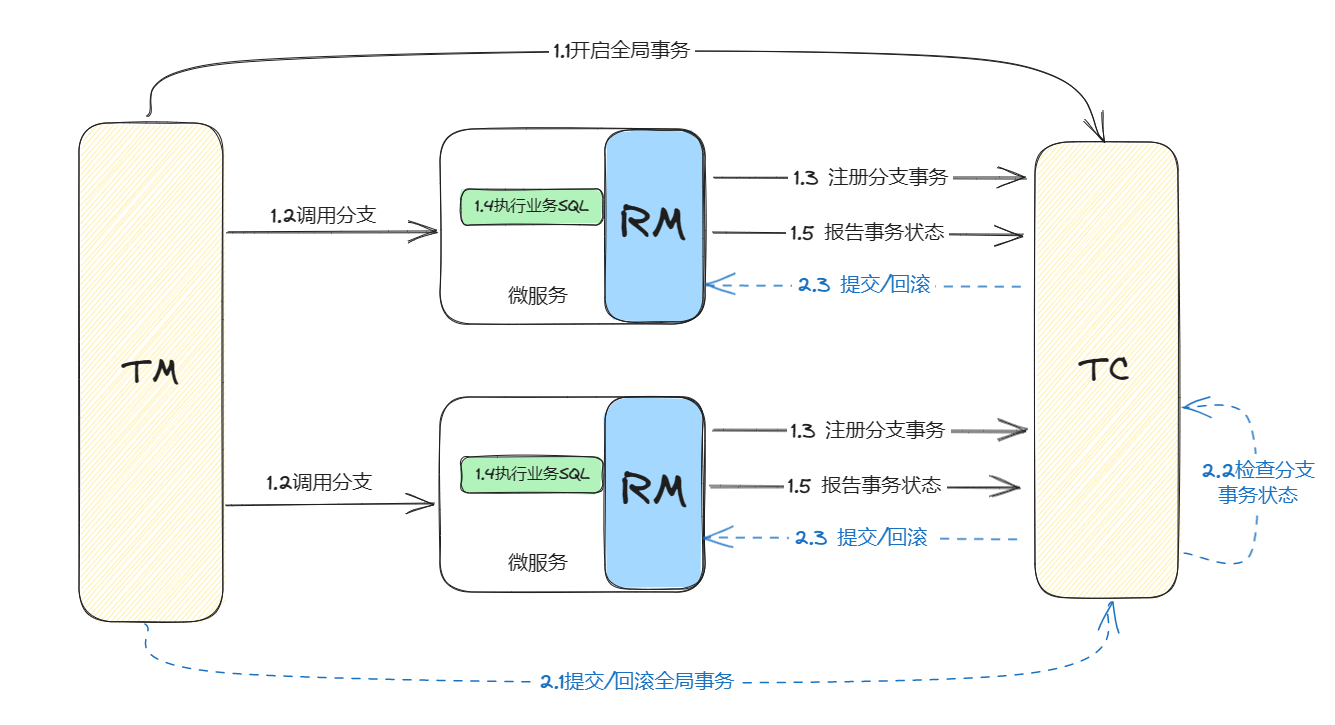 1.1开启全局事务
TM
1.2调用分支
1.4执行业务SQL
微服务
RM
1.3 注册分支事务
1.5 报告事务状态
2.3 提交/回滚
1.2调用分支
1.4执行业务SQL
微服务
RM
1.3 注册分支事务
1.5 报告事务状态
2.3 提交/回滚
TC
2.2检查分支
事务状态
2.1提交/回滚全局事务